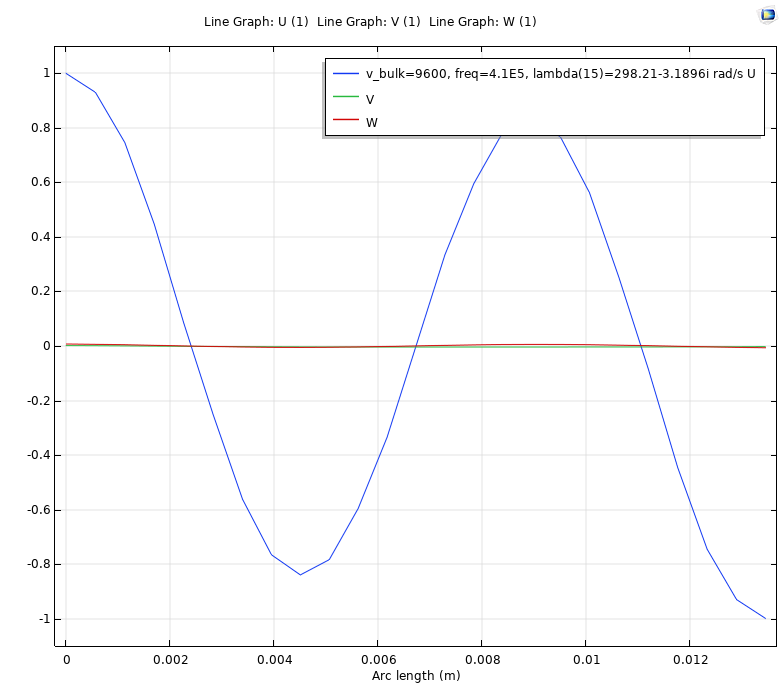 Line Graph: U (1) Line Graph: V (1) Line Graph: W (1)
v_bulk=9600, freq=4.1E5, lambda(15)=298.21-3.1896i rad/s U
V
W
1
0.8
0.6
0.4
0.2
0
-0.2
-0.4
-0.6
-0.8
-1
0 0.002 0.004 0.006 0.008 0.01 0.012
Arc length (m)